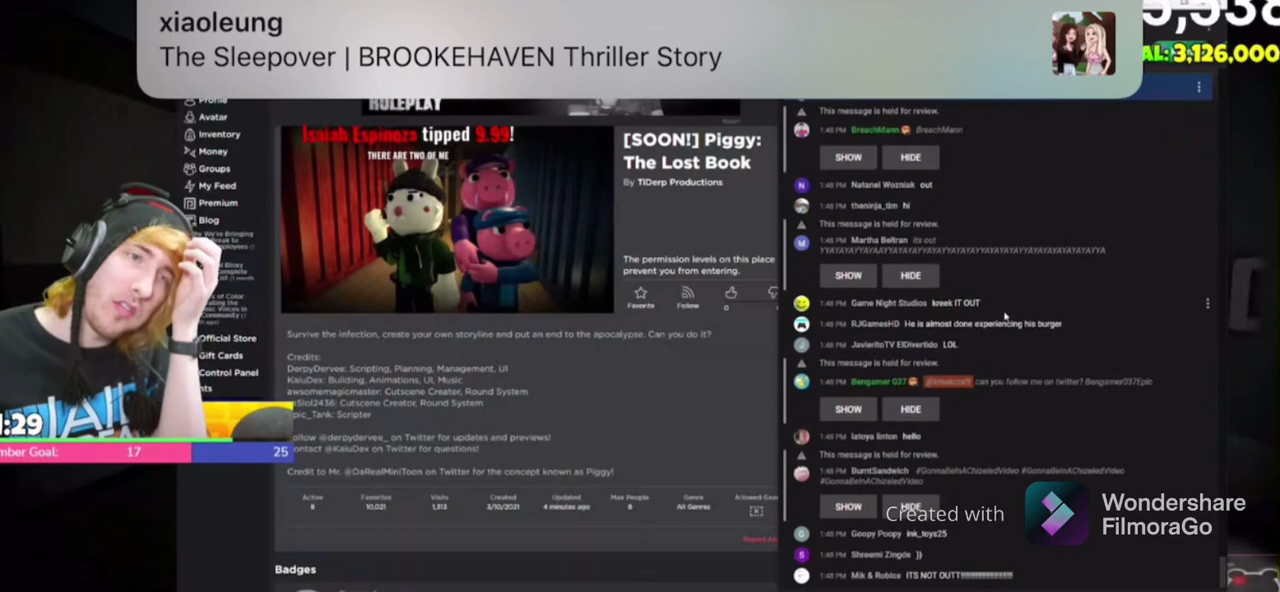 xiaoleung
The Sleepover | BROOKEHAVEN Thriller Story
AL: 3,126,000
Profile
Avatar
Inventory
Money
Groups
My Feed
Premium
Blog
Official Store
Gift Cards
Control Panel
1:29
mber Goal: 17 25
ROLEPLAY
Isaiah Espinoza tipped 9.99!
THERE ARE TWO OF ME
[SOON!] Piggy:
The Lost Book
By TiDerp Productions
The permission levels on this place
prevent you from entering.
Favorite Follow 0
Survive the infection, create your own storyline and put an end to the apocalypse. Can you do it?
Credits:
DerpyDervee: Scripting, Planning, Management, UI
KaiuDex: Building, Animations, UI, Music
awsomemagicmaster: Cutscene Creator, Round System
Slol2436: Cutscene Creator, Round System
pic_Tank: Scripter
ollow @derpydervee_ on Twitter for updates and previews!
ontact @KaiuDex on Twitter for questions!
Credit to Mr. @DaRealMiniToon on Twitter for the concept known as Piggy!
Active Favorites Visits Created Updated Max People Genre Allowed Gea
8 10,021 1,313 3/10/2021 4 minutes ago 8 All Genres
Badges
This message is held for review.
1:48 PM BreachMann BreachMann
SHOW HIDE
1:48 PM Natanel Wozniak out
1:48 PM theninja_tim hi
This message is held for review.
1:48 PM Martha Beltran its out
SHOW HIDE
1:48 PM Game Night Studios kreek IT OUT
1:48 PM RJGamesHD He is almost done experiencing his burger
1:48 PM JavieritoTV ElDivertido LOL
This message is held for review.
1:48 PM Bengamer 037 @kreekcraft can you follow me on twitter? Bengamer037Epic
SHOW HIDE
1:48 PM latoya linton hello
This message is held for review.
1:48 PM BurntSandwich #GonnaBeInAChizeledVideo #GonnaBeInAChizeledVideo
#GonnaBeInAChizeledVideo
SHOW HIDE
Created with
Wondershare
FilmoraGo
1:48 PM Goopy Poopy ink_toys25
1:48 PM Shreemi Zingde ))
1:48 PM Mik & Roblox